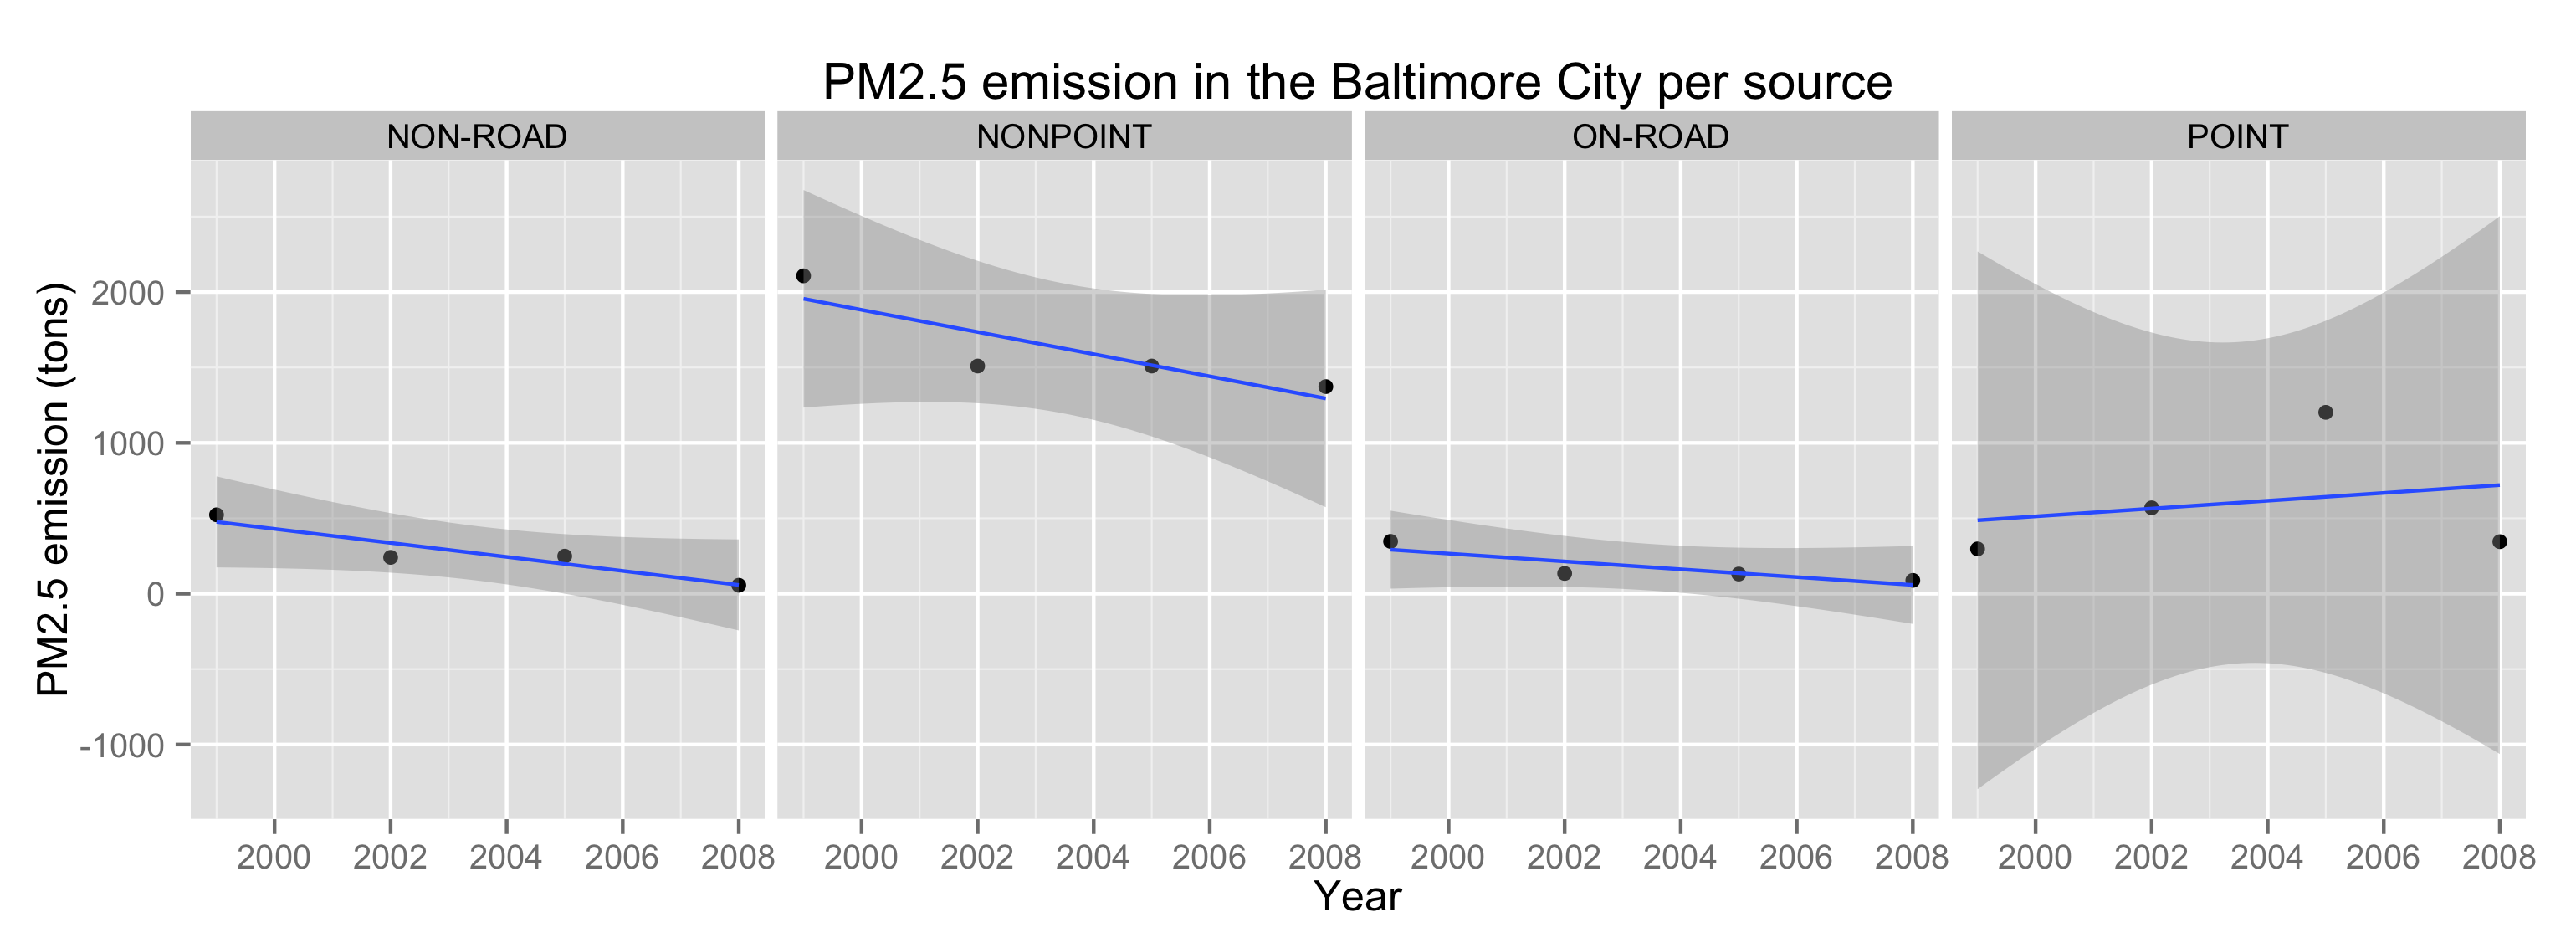 PM2.5 emission in the Baltimore City per source
NON-ROAD NONPOINT ON-ROAD POINT
PM2.5 emission (tons)
2000
1000
0
-1000
2000 2002 2004 2006 2008 2000 2002 2004 2006 2008 2000 2002 2004 2006 2008 2000 2002 2004 2006 2008
Year